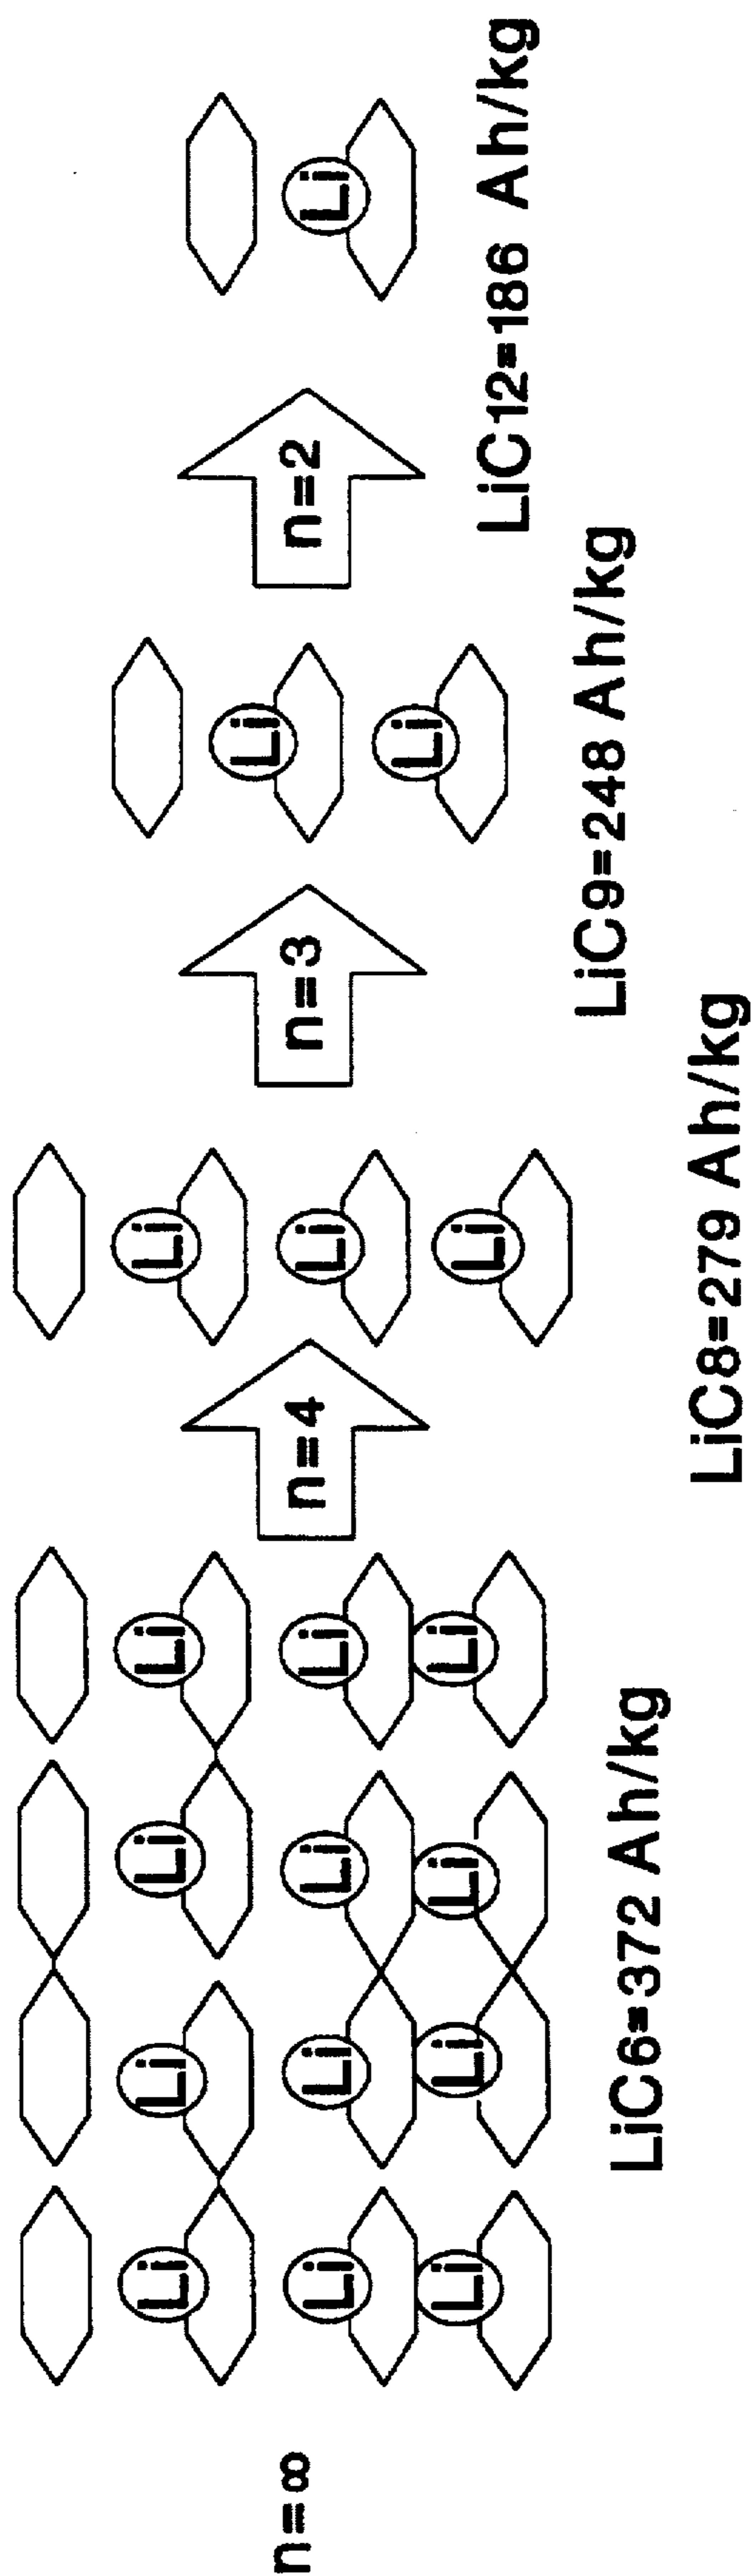 n=∞
Li Li Li Li
Li Li Li Li
Li Li Li Li
LiC6=372 Ah/kg
n=4
Li
Li
Li
LiC8=279 Ah/kg
n=3
Li
Li
LiC9=248 Ah/kg
n=2
Li
LiC12=186 Ah/kg